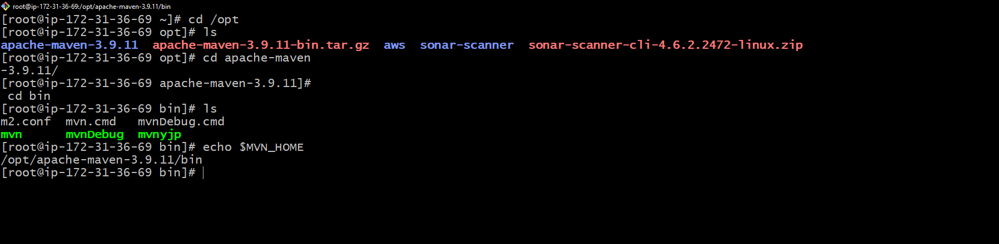 root@ip-172-31-36-69:/opt/apache-maven-3.9.11/bin
[root@ip-172-31-36-69 ~]# cd /opt
[root@ip-172-31-36-69 opt]# ls
apache-maven-3.9.11  apache-maven-3.9.11-bin.tar.gz  aws  sonar-scanner  sonar-scanner-cli-4.6.2.2472-linux.zip
[root@ip-172-31-36-69 opt]# cd apache-maven
-3.9.11/
[root@ip-172-31-36-69 apache-maven-3.9.11]#
 cd bin
[root@ip-172-31-36-69 bin]# ls
m2.conf  mvn.cmd   mvnDebug.cmd
mvn      mvnDebug  mvnyjp
[root@ip-172-31-36-69 bin]# echo $MVN_HOME
/opt/apache-maven-3.9.11/bin
[root@ip-172-31-36-69 bin]#